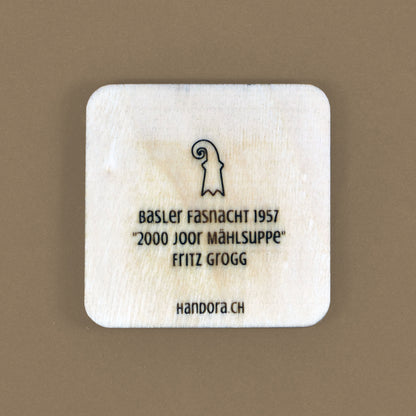 Basler Fasnacht 1957
"2000 Joor Mählsuppe"
Fritz Grogg
Handora.ch